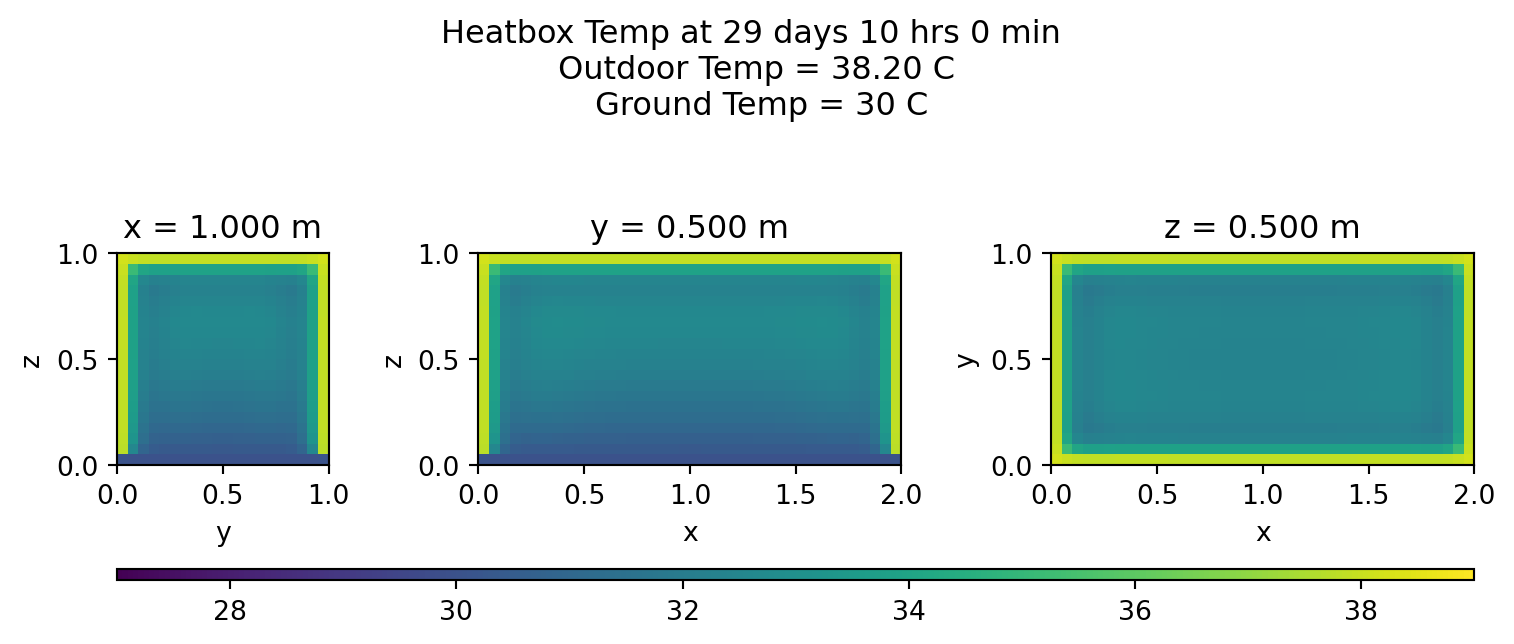 Heatbox Temp at 29 days 10 hrs 0 min
Outdoor Temp = 38.20 C
Ground Temp = 30 C
x = 1.000 m
y = 0.500 m
z = 0.500 m
1.0
0.5
0.0
z
0.0 0.5 1.0
y
1.0
0.5
0.0
z
0.0 0.5 1.0 1.5 2.0
x
1.0
0.5
0.0
y
0.0 0.5 1.0 1.5 2.0
x
28 30 32 34 36 38